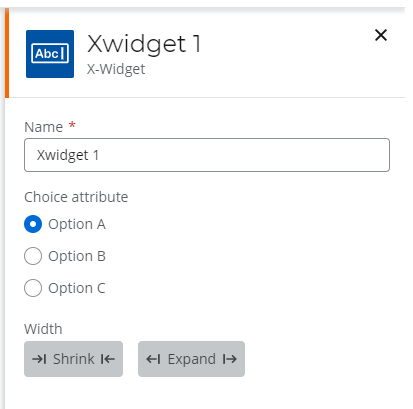 Abc
Xwidget 1
X-Widget
Name *
Xwidget 1
Choice attribute
Option A
Option B
Option C
Width
Shrink
Expand